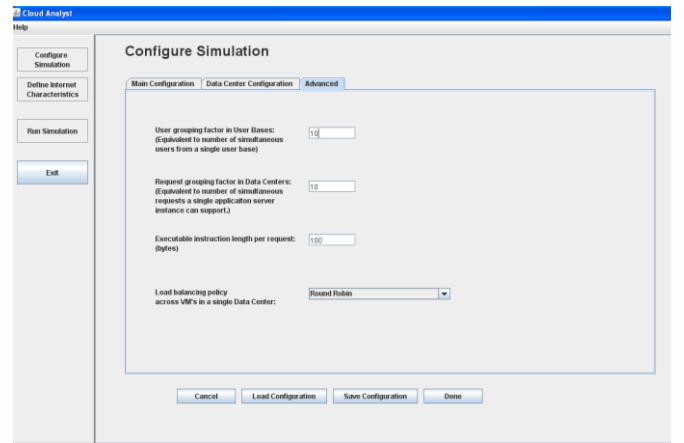 Cloud Analyst
Help
Configure
Simulation
Define Internet
Characteristics
Run Simulation
Exit
Configure Simulation
Main Configuration Data Center Configuration Advanced
User grouping factor in User Bases:
(Equivalent to number of simultaneous
users from a single user base)
10
Request grouping factor in Data Centers:
(Equivalent to number of simultaneous
requests a single applicaiton server
instance can support.)
10
Executable instruction length per request:
(bytes)
100
Load balancing policy
across VM's in a single Data Center:
Round Robin
Cancel Load Configuration Save Configuration Done